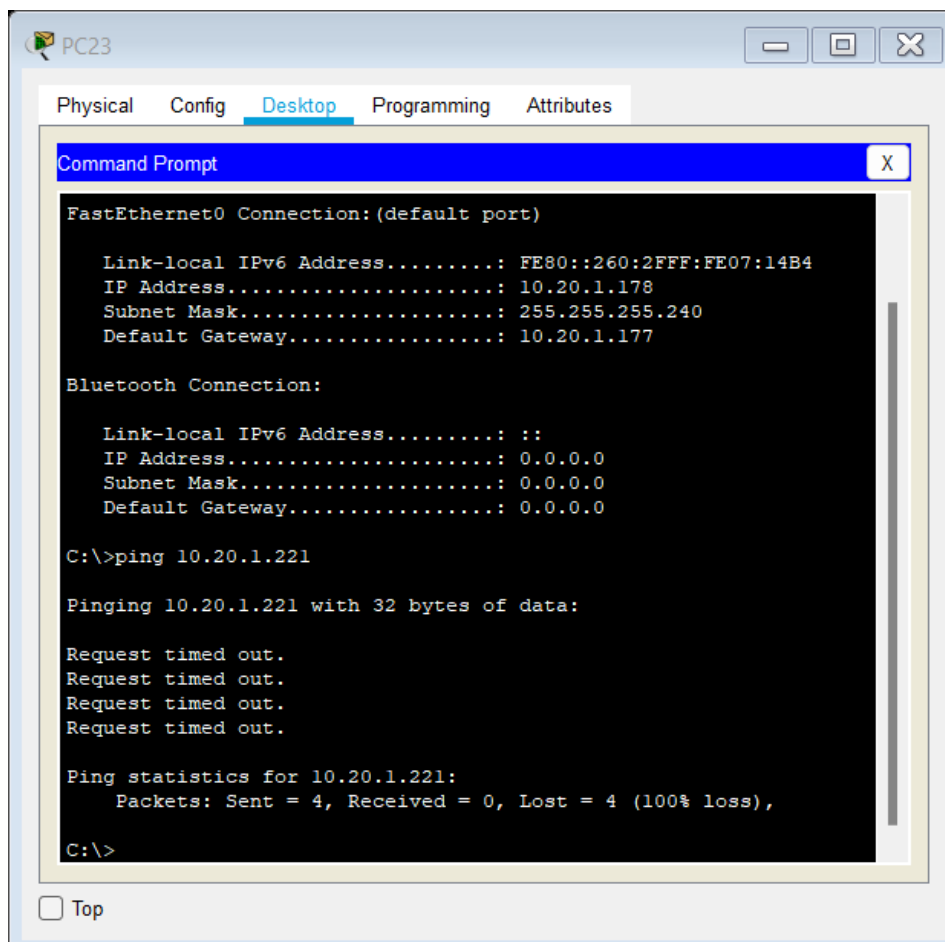 PC23
Physical Config Desktop Programming Attributes
Command Prompt X
FastEthernet0 Connection:(default port)
Link-local IPv6 Address.........: FE80::260:2FFF:FE07:14B4
IP Address......................: 10.20.1.178
Subnet Mask.....................: 255.255.255.240
Default Gateway.................: 10.20.1.177
Bluetooth Connection:
Link-local IPv6 Address.........: ::
IP Address......................: 0.0.0.0
Subnet Mask.....................: 0.0.0.0
Default Gateway.................: 0.0.0.0
C:\>ping 10.20.1.221
Pinging 10.20.1.221 with 32 bytes of data:
Request timed out.
Request timed out.
Request timed out.
Request timed out.
Ping statistics for 10.20.1.221:
Packets: Sent = 4, Received = 0, Lost = 4 (100% loss),
C:\>
Top